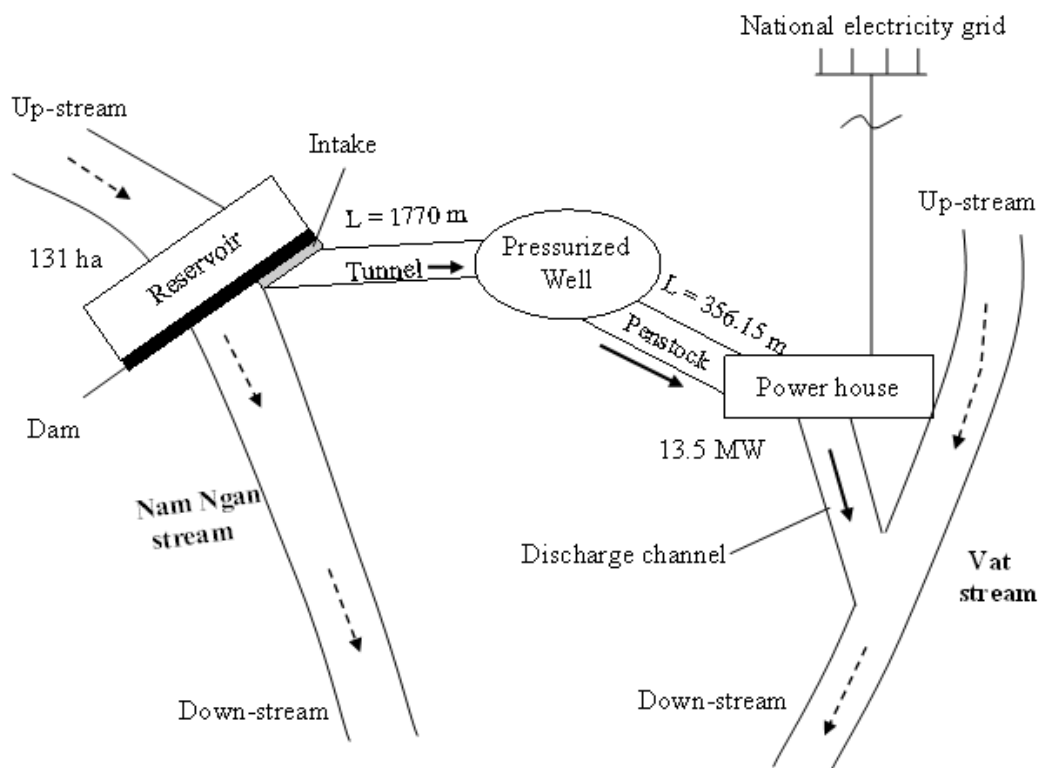 National electricity grid
Up-stream
Intake
L = 1770 m
Up-stream
131 ha
Reservoir
Tunnel
Pressurized
Well
L = 356.15 m
Penstock
Power house
Dam
13.5 MW
Nam Ngan
stream
Discharge channel
Vat
stream
Down-stream
Down-stream